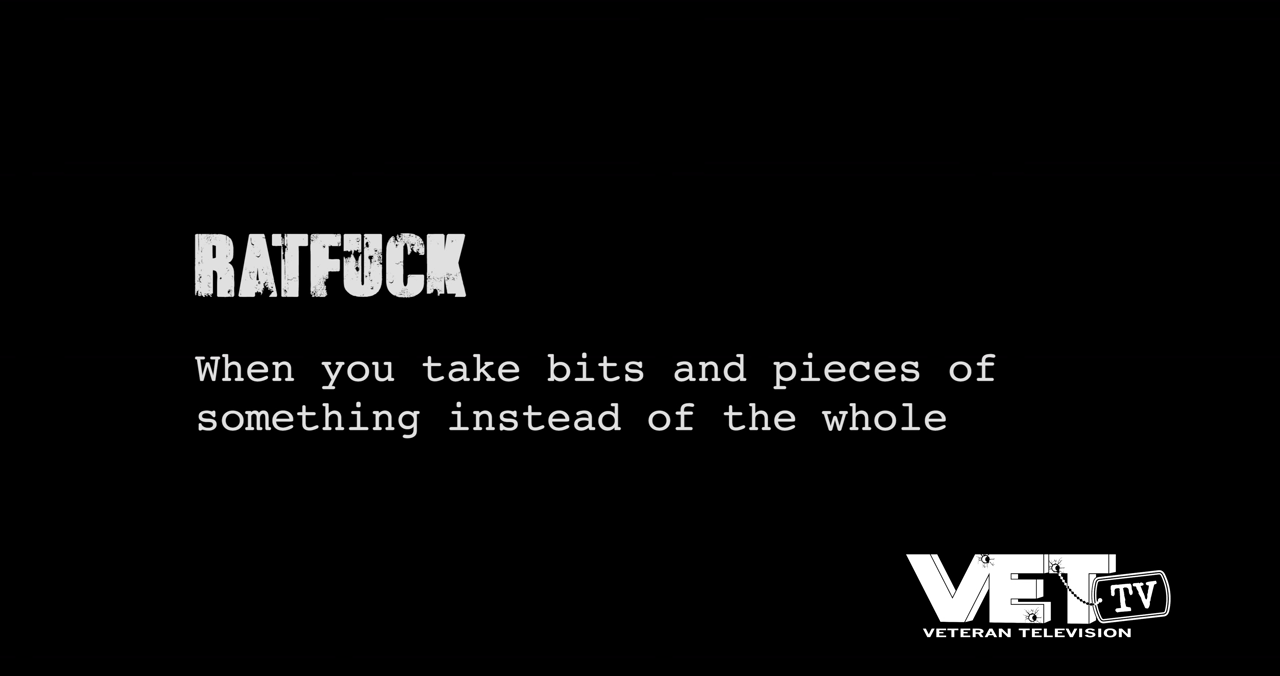 RATFUCK
When you take bits and pieces of
something instead of the whole
VET TV
VETERAN TELEVISION